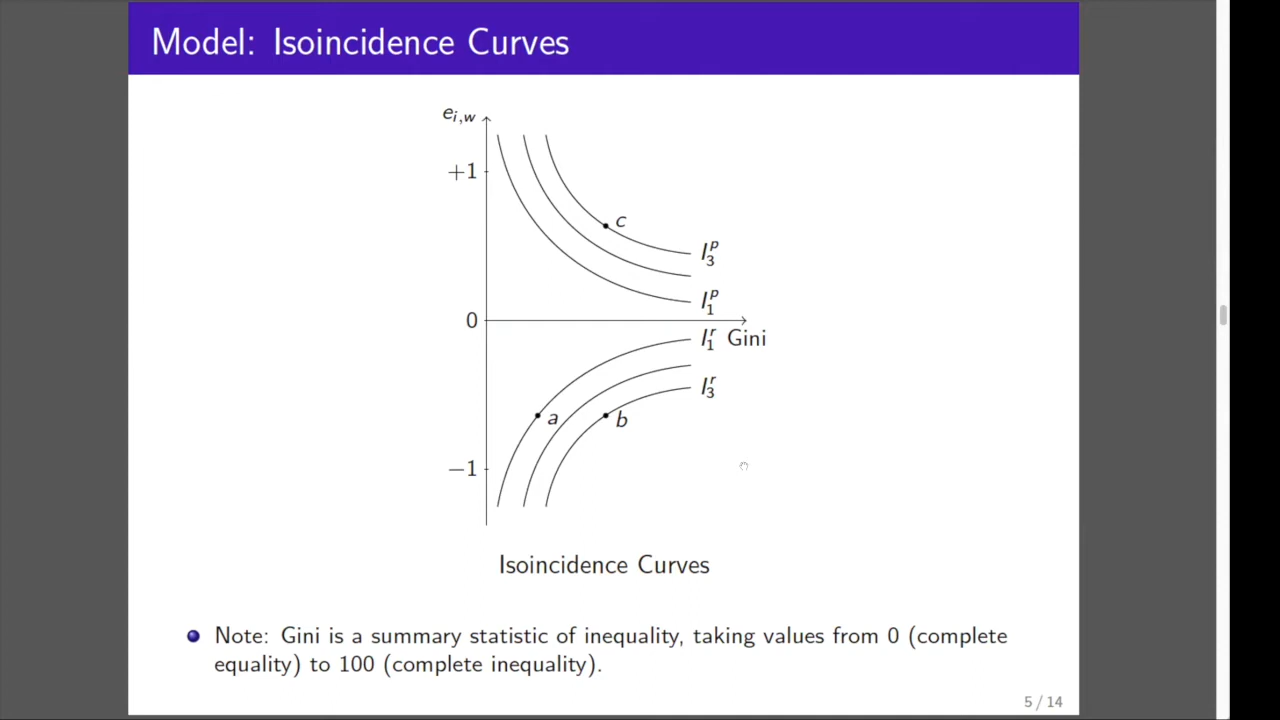 Model: Isoincidence Curves
e_{i,w}
+1
c
I_3^p
I_1^p
0
I_1^r Gini
I_3^r
a
b
−1
Isoincidence Curves
Note: Gini is a summary statistic of inequality, taking values from 0 (complete
equality) to 100 (complete inequality).
5 / 14